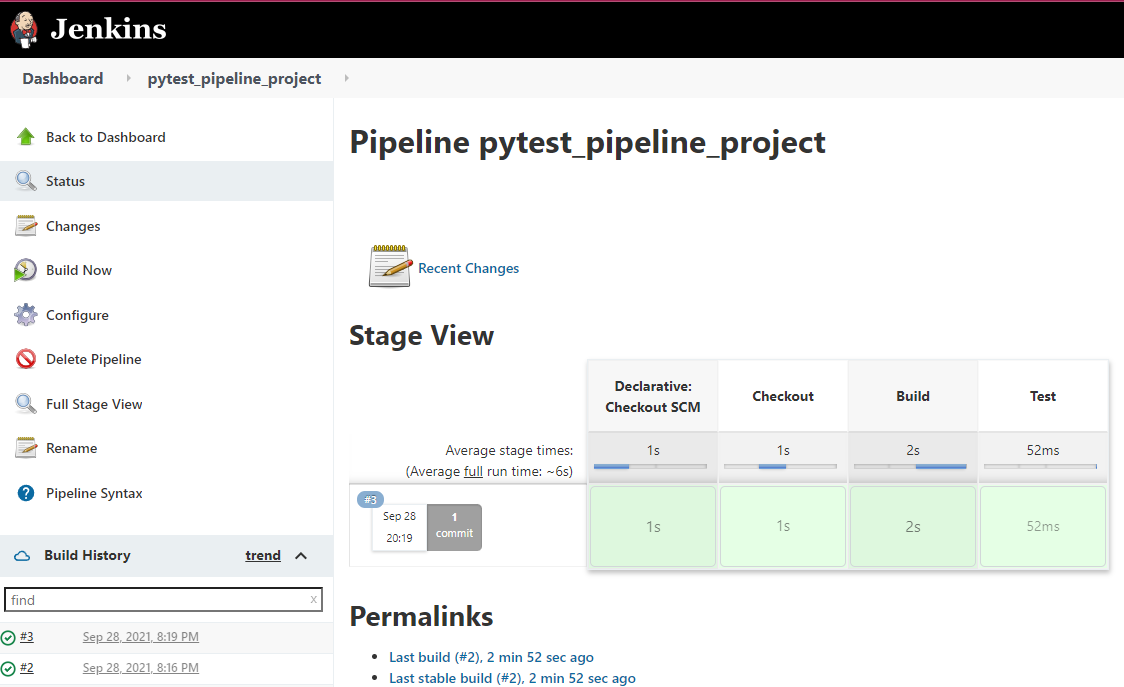 Jenkins
Dashboard
pytest_pipeline_project
Back to Dashboard
Status
Changes
Build Now
Configure
Delete Pipeline
Full Stage View
Rename
? Pipeline Syntax
Build History trend
find x
#3 Sep 28, 2021, 8:19 PM
#2 Sep 28, 2021, 8:16 PM
Pipeline pytest_pipeline_project
Recent Changes
Stage View
Declarative:
Checkout SCM
Checkout
Build
Test
Average stage times:
(Average full run time: ~6s)
1s
1s
2s
52ms
#3
Sep 28
20:19
1
commit
1s
1s
2s
52ms
Permalinks
Last build (#2), 2 min 52 sec ago
Last stable build (#2), 2 min 52 sec ago